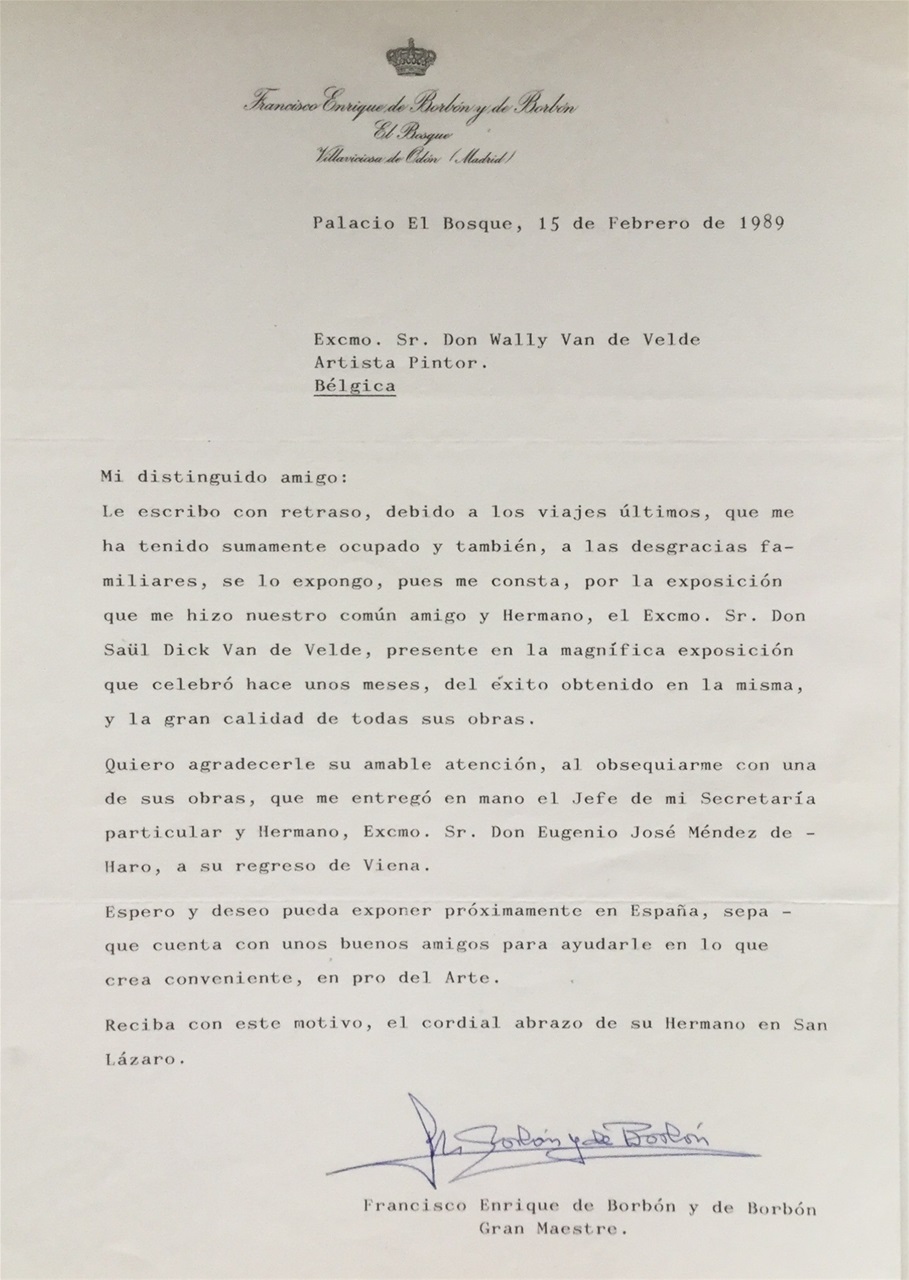 Francisco Enrique de Borbón y de Borbón
El Bosque
Villaviciosa de Odón (Madrid)
Palacio El Bosque, 15 de Febrero de 1989
Excmo. Sr. Don Wally Van de Velde
Artista Pintor.
Bélgica
Mi distinguido amigo:
Le escribo con retraso, debido a los viajes últimos, que me
ha tenido sumamente ocupado y también, a las desgracias fa-
miliares, se lo expongo, pues me consta, por la exposición
que me hizo nuestro común amigo y Hermano, el Excmo. Sr. Don
Saül Dick Van de Velde, presente en la magnífica exposición
que celebró hace unos meses, del éxito obtenido en la misma,
y la gran calidad de todas sus obras.
Quiero agradecerle su amable atención, al obsequiarme con una
de sus obras, que me entregó en mano el Jefe de mi Secretaría
particular y Hermano, Excmo. Sr. Don Eugenio José Méndez de -
Haro, a su regreso de Viena.
Espero y deseo pueda exponer próximamente en España, sepa -
que cuenta con unos buenos amigos para ayudarle en lo que
crea conveniente, en pro del Arte.
Reciba con este motivo, el cordial abrazo de su Hermano en San
Lázaro.
Borbón y de Borbón
Francisco Enrique de Borbón y de Borbón
Gran Maestre.